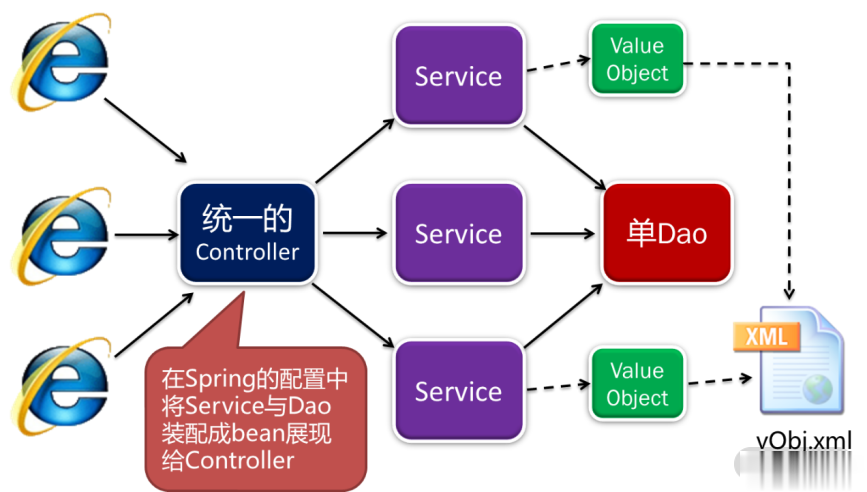 Service
Value
Object
统一的
Controller
Service
单Dao
XML
在Spring的配置中
将Service与Dao
装配成bean展现
给Controller
Service
Value
Object
vObj.xml